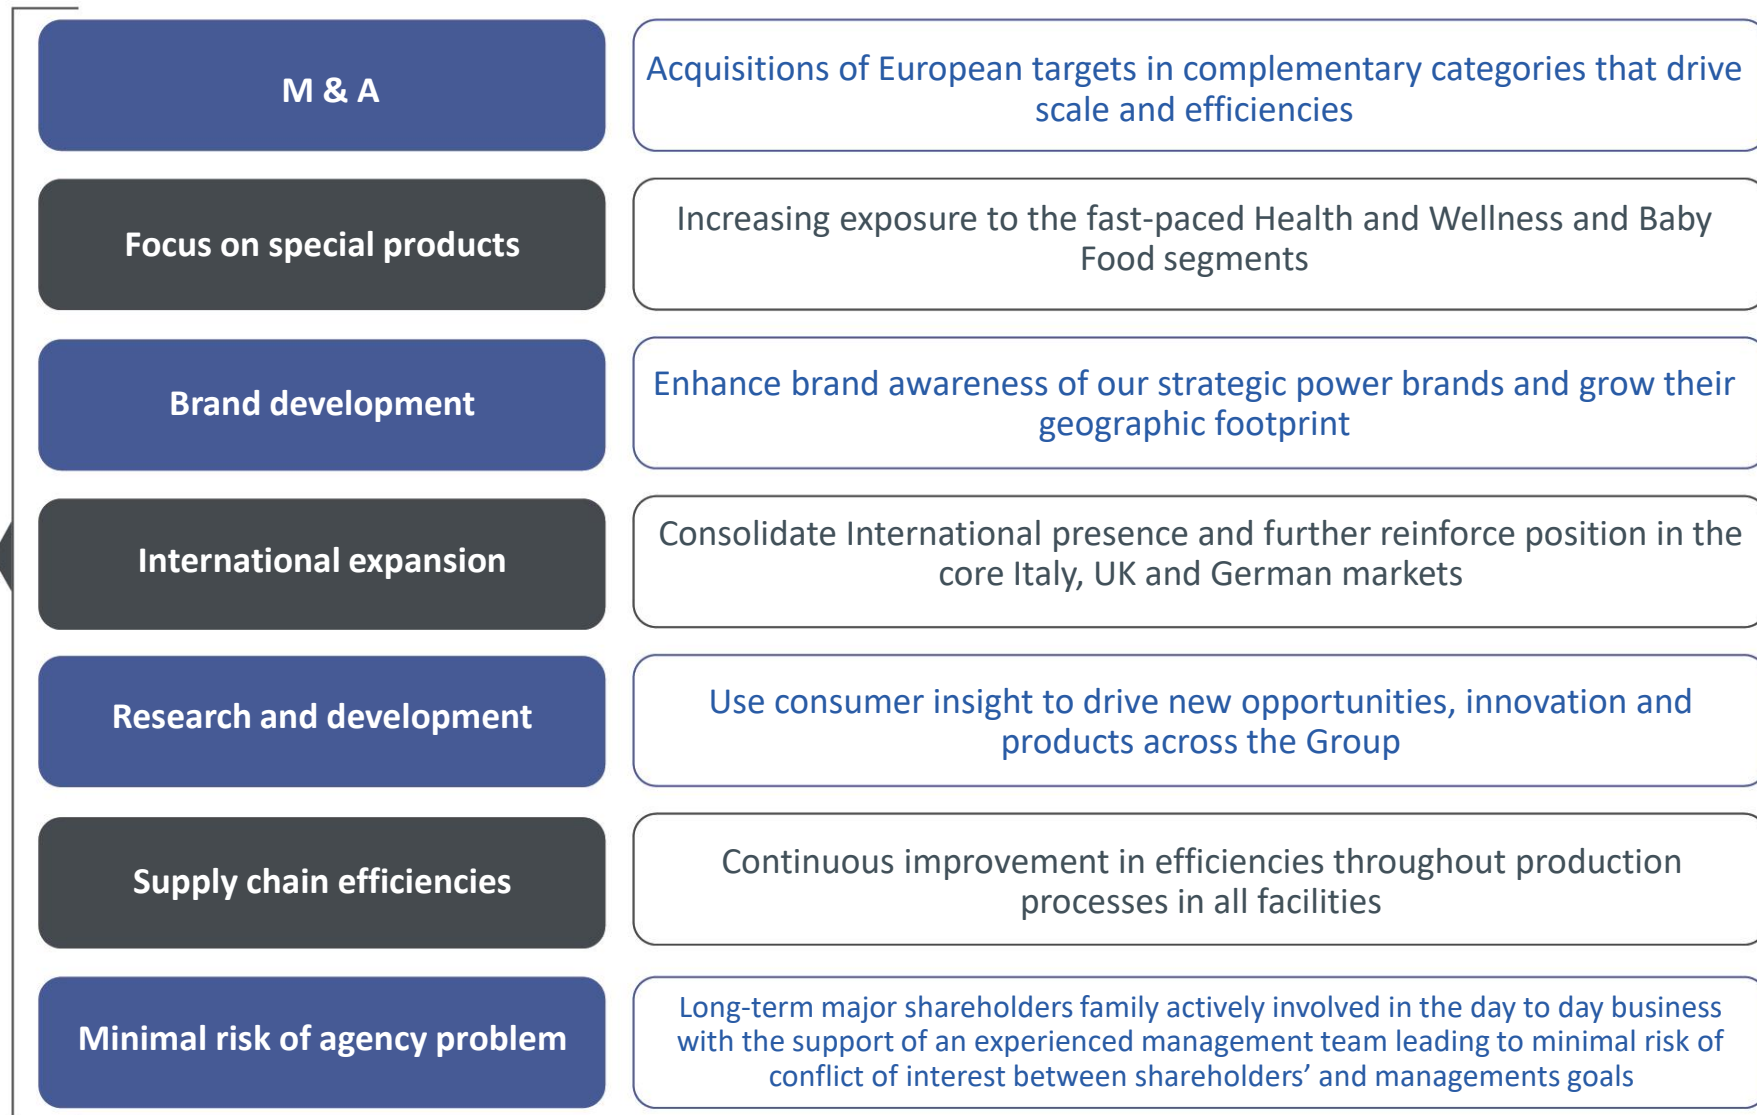 M & A
Acquisitions of European targets in complementary categories that drive
scale and efficiencies
Focus on special products
Increasing exposure to the fast-paced Health and Wellness and Baby
Food segments
Brand development
Enhance brand awareness of our strategic power brands and grow their
geographic footprint
International expansion
Consolidate International presence and further reinforce position in the
core Italy, UK and German markets
Research and development
Use consumer insight to drive new opportunities, innovation and
products across the Group
Supply chain efficiencies
Continuous improvement in efficiencies throughout production
processes in all facilities
Minimal risk of agency problem
Long-term major shareholders family actively involved in the day to day business
with the support of an experienced management team leading to minimal risk of
conflict of interest between shareholders’ and managements goals